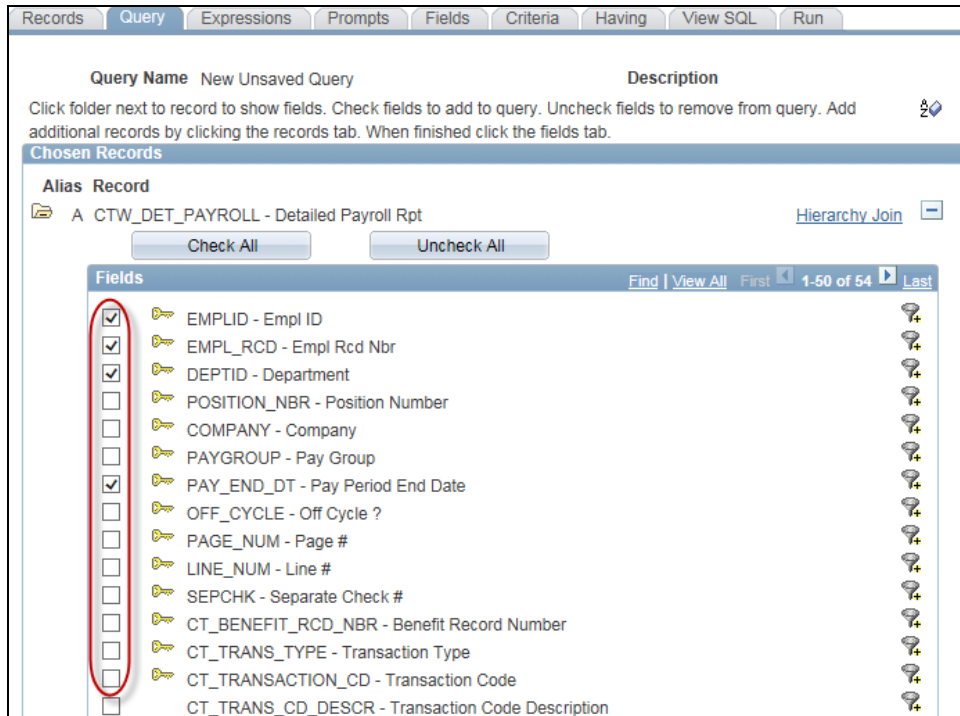 Records Query Expressions Prompts Fields Criteria Having View SQL Run
Query Name New Unsaved Query Description
Click folder next to record to show fields. Check fields to add to query. Uncheck fields to remove from query. Add
additional records by clicking the records tab. When finished click the fields tab.
Chosen Records
Alias Record
A CTW_DET_PAYROLL - Detailed Payroll Rpt Hierarchy Join
Check All Uncheck All
Fields Find | View All First 1-50 of 54 Last
EMPLID - Empl ID
EMPL_RCD - Empl Rcd Nbr
DEPTID - Department
POSITION_NBR - Position Number
COMPANY - Company
PAYGROUP - Pay Group
PAY_END_DT - Pay Period End Date
OFF_CYCLE - Off Cycle ?
PAGE_NUM - Page #
LINE_NUM - Line #
SEPCHK - Separate Check #
CT_BENEFIT_RCD_NBR - Benefit Record Number
CT_TRANS_TYPE - Transaction Type
CT_TRANSACTION_CD - Transaction Code
CT_TRANS_CD_DESCR - Transaction Code Description